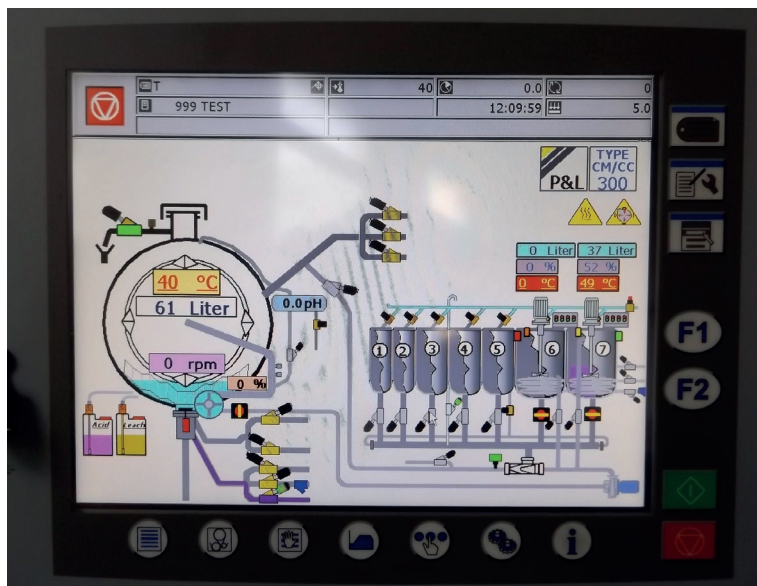 T 40 0.0 0
999 TEST 12:09:59 5.0
P&L
TYPE
CM/CC
300
0 Liter 37 Liter
0 % 52 %
0 °C 49 °C
40 °C
61 Liter
0.0 pH
0 rpm
0 %
1 2 3 4 5 6 7
Acid Leach
F1
F2